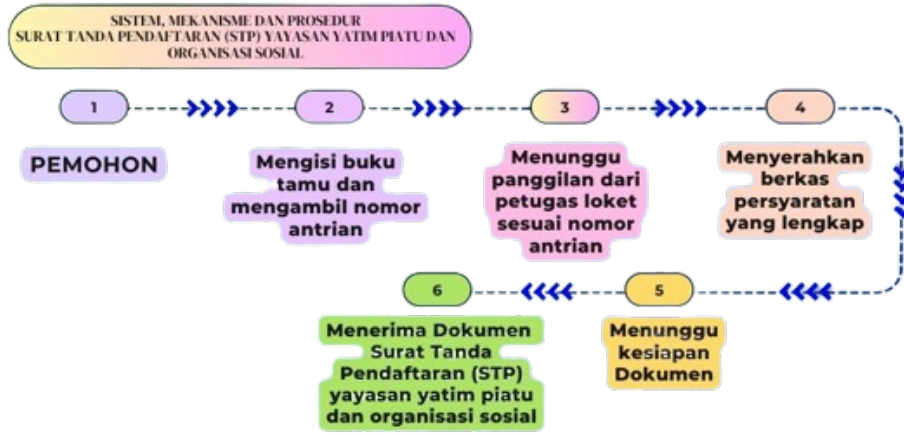 SISTEM, MEKANISME DAN PROSEDUR
SURAT TANDA PENDAFTARAN (STP) YAYASAN YATIM PIATU DAN
ORGANISASI SOSIAL
1
PEMOHON
2
Mengisi buku
tamu dan
mengambil nomor
antrian
3
Menunggu
panggilan dari
petugas loket
sesuai nomor
antrian
4
Menyerahkan
berkas
persyaratan
yang lengkap
5
Menunggu
kesiapan
Dokumen
6
Menerima Dokumen
Surat Tanda
Pendaftaran (STP)
yayasan yatim piatu
dan organisasi sosial